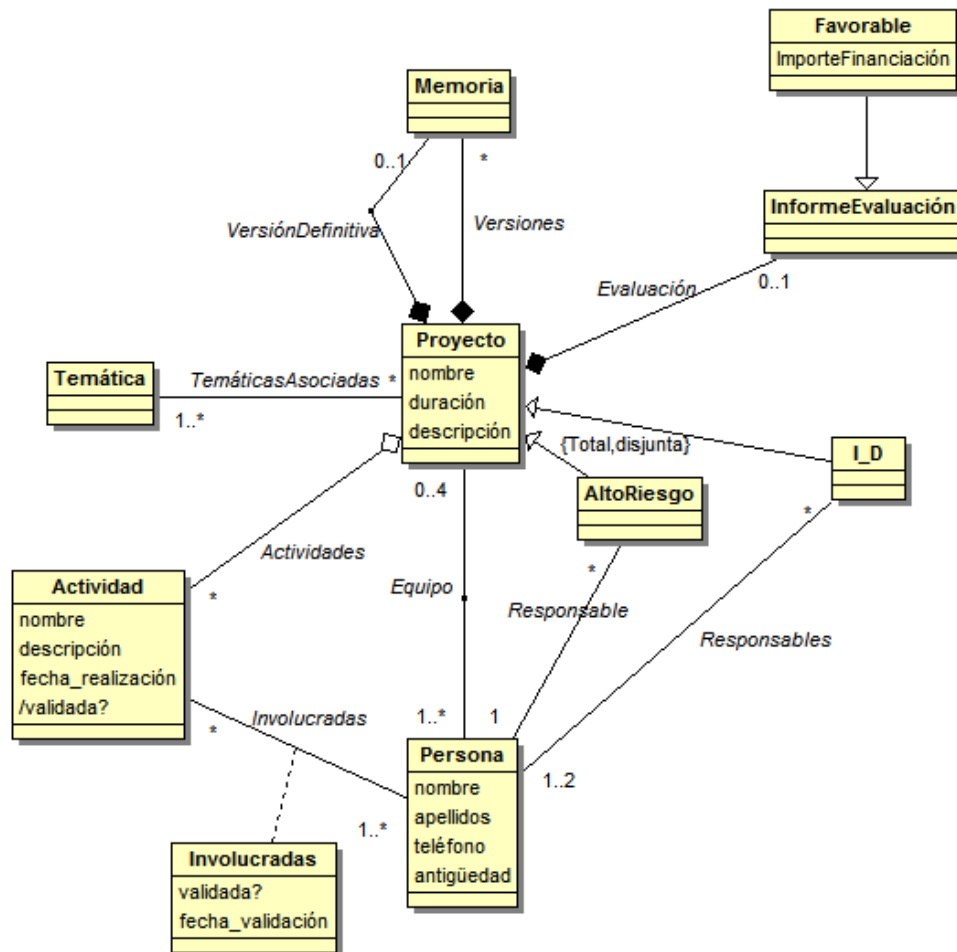 Favorable
ImporteFinanciación
Memoria
0..1
*
VersiónDefinitiva
Versiones
InformeEvaluación
Evaluación
0..1
Proyecto
nombre
duración
descripción
Temática
TemáticasAsociadas
*
1..*
{Total,disjunta}
I_D
*
0..4
AltoRiesgo
*
Actividades
*
Equipo
Responsable
Responsables
Actividad
nombre
descripción
fecha_realización
/validada?
Involucradas
*
1..*
1
1..2
Persona
nombre
apellidos
teléfono
antigüedad
1..*
Involucradas
validada?
fecha_validación